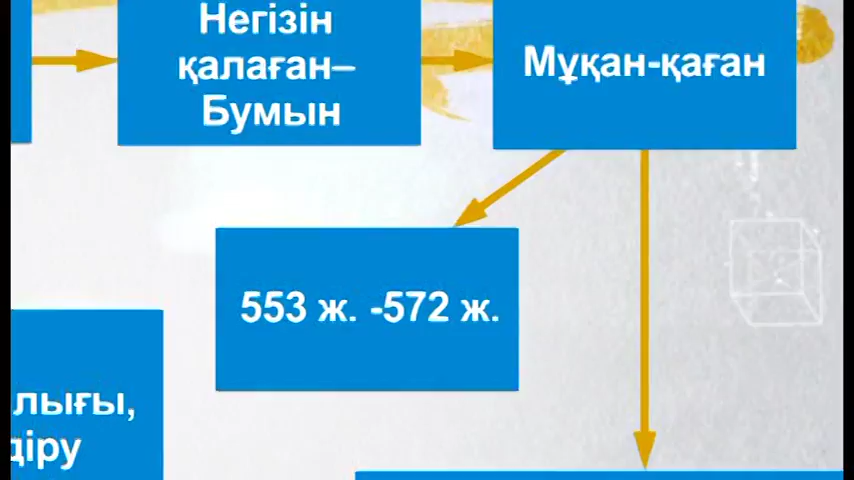 Негізін
қалаған–
Бумын
Мұқан-қаған
553 ж. -572 ж.
лығы,
діру